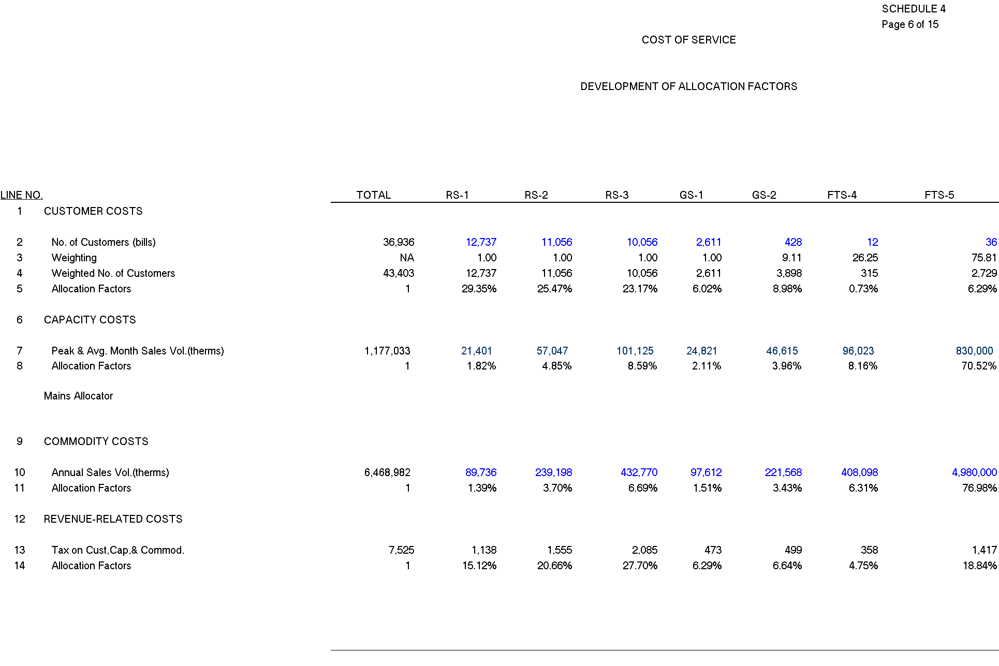 SCHEDULE 4
Page 6 of 15
COST OF SERVICE
DEVELOPMENT OF ALLOCATION FACTORS
LINE NO. TOTAL RS-1 RS-2 RS-3 GS-1 GS-2 FTS-4 FTS-5
1 CUSTOMER COSTS
2 No. of Customers (bills) 36,936 12,737 11,056 10,056 2,611 428 12 36
3 Weighting NA 1.00 1.00 1.00 1.00 9.11 26.25 75.81
4 Weighted No. of Customers 43,403 12,737 11,056 10,056 2,611 3,898 315 2,729
5 Allocation Factors 1 29.35% 25.47% 23.17% 6.02% 8.98% 0.73% 6.29%
6 CAPACITY COSTS
7 Peak & Avg. Month Sales Vol.(therms) 1,177,033 21,401 57,047 101,125 24,821 46,615 96,023 830,000
8 Allocation Factors 1 1.82% 4.85% 8.59% 2.11% 3.96% 8.16% 70.52%
Mains Allocator
9 COMMODITY COSTS
10 Annual Sales Vol.(therms) 6,468,982 89,736 239,198 432,770 97,612 221,568 408,098 4,980,000
11 Allocation Factors 1 1.39% 3.70% 6.69% 1.51% 3.43% 6.31% 76.98%
12 REVENUE-RELATED COSTS
13 Tax on Cust,Cap,& Commod. 7,525 1,138 1,555 2,085 473 499 358 1,417
14 Allocation Factors 1 15.12% 20.66% 27.70% 6.29% 6.64% 4.75% 18.84%